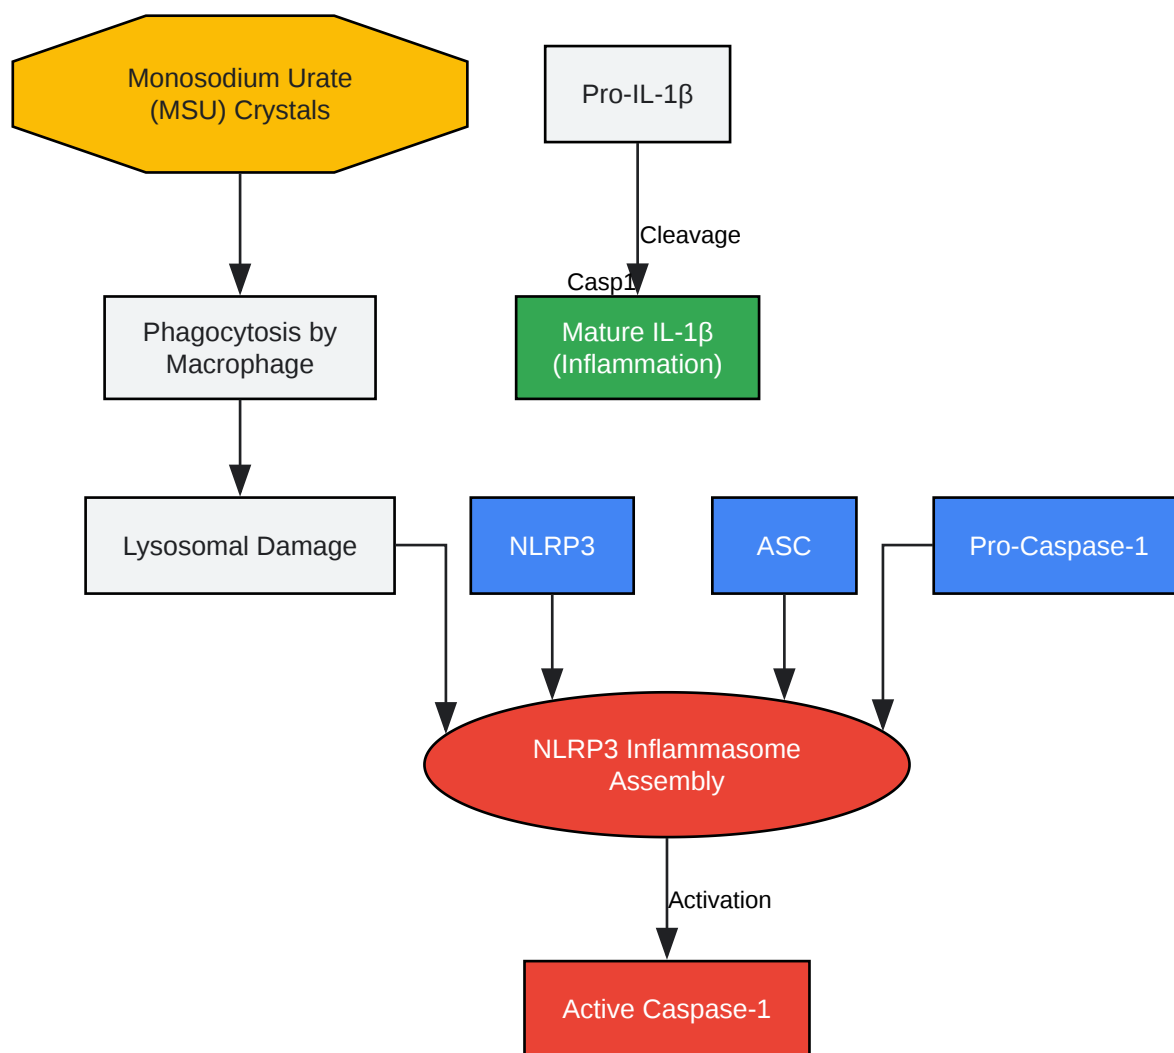 Monosodium Urate
(MSU) Crystals
Pro-IL-1β
Cleavage
Casp1
Phagocytosis by
Macrophage
Mature IL-1β
(Inflammation)
Lysosomal Damage
NLRP3
ASC
Pro-Caspase-1
NLRP3 Inflammasome
Assembly
Activation
Active Caspase-1